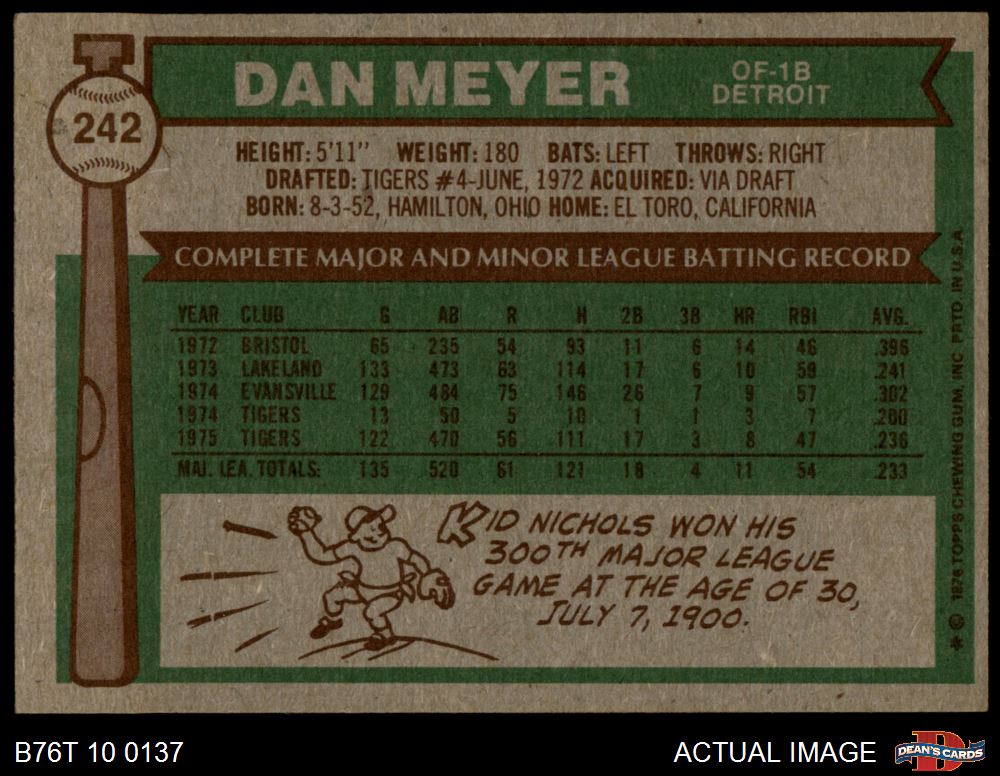 242
DAN MEYER
OF-1B
DETROIT
HEIGHT: 5'11" WEIGHT: 180 BATS: LEFT THROWS: RIGHT
DRAFTED: TIGERS #4-JUNE, 1972 ACQUIRED: VIA DRAFT
BORN: 8-3-52, HAMILTON, OHIO HOME: EL TORO, CALIFORNIA
COMPLETE MAJOR AND MINOR LEAGUE BATTING RECORD
YEAR CLUB G AB R H 2B 3B HR RBI AVG.
1972 BRISTOL 65 235 54 93 11 6 14 46 .396
1973 LAKELAND 133 473 63 114 17 6 10 59 .241
1974 EVANSVILLE 129 484 75 146 26 7 9 57 .302
1974 TIGERS 13 50 5 10 1 1 3 7 .200
1975 TIGERS 122 470 56 111 17 3 8 47 .236
MAJ. LEA. TOTALS: 135 520 61 121 18 4 11 54 .233
KID NICHOLS WON HIS
300TH MAJOR LEAGUE
GAME AT THE AGE OF 30,
JULY 7, 1900.
* © 1976 TOPPS CHEWING GUM, INC. PRTD. IN U.S.A.
B76T 10 0137
ACTUAL IMAGE
D
DEAN'S CARDS